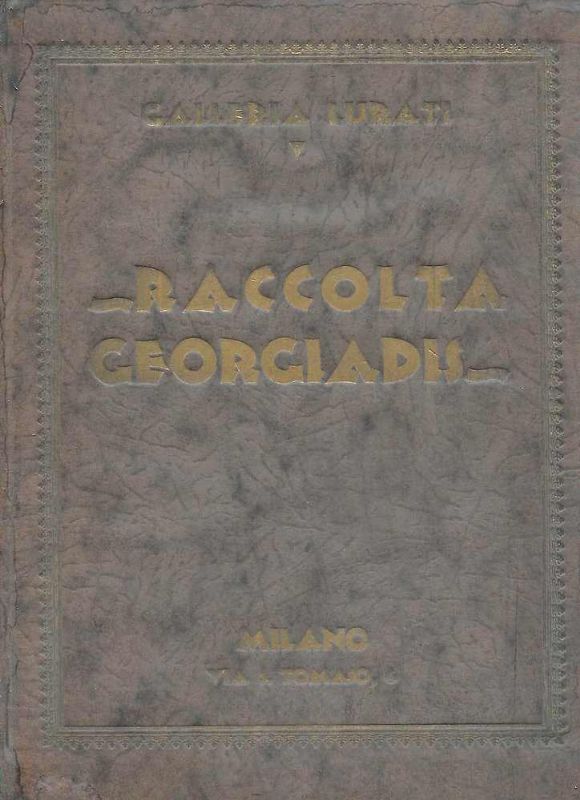 GALLERIA LURATI
RACCOLTA
GEORGIADIS
MILANO
VIA S. TOMASO, 6